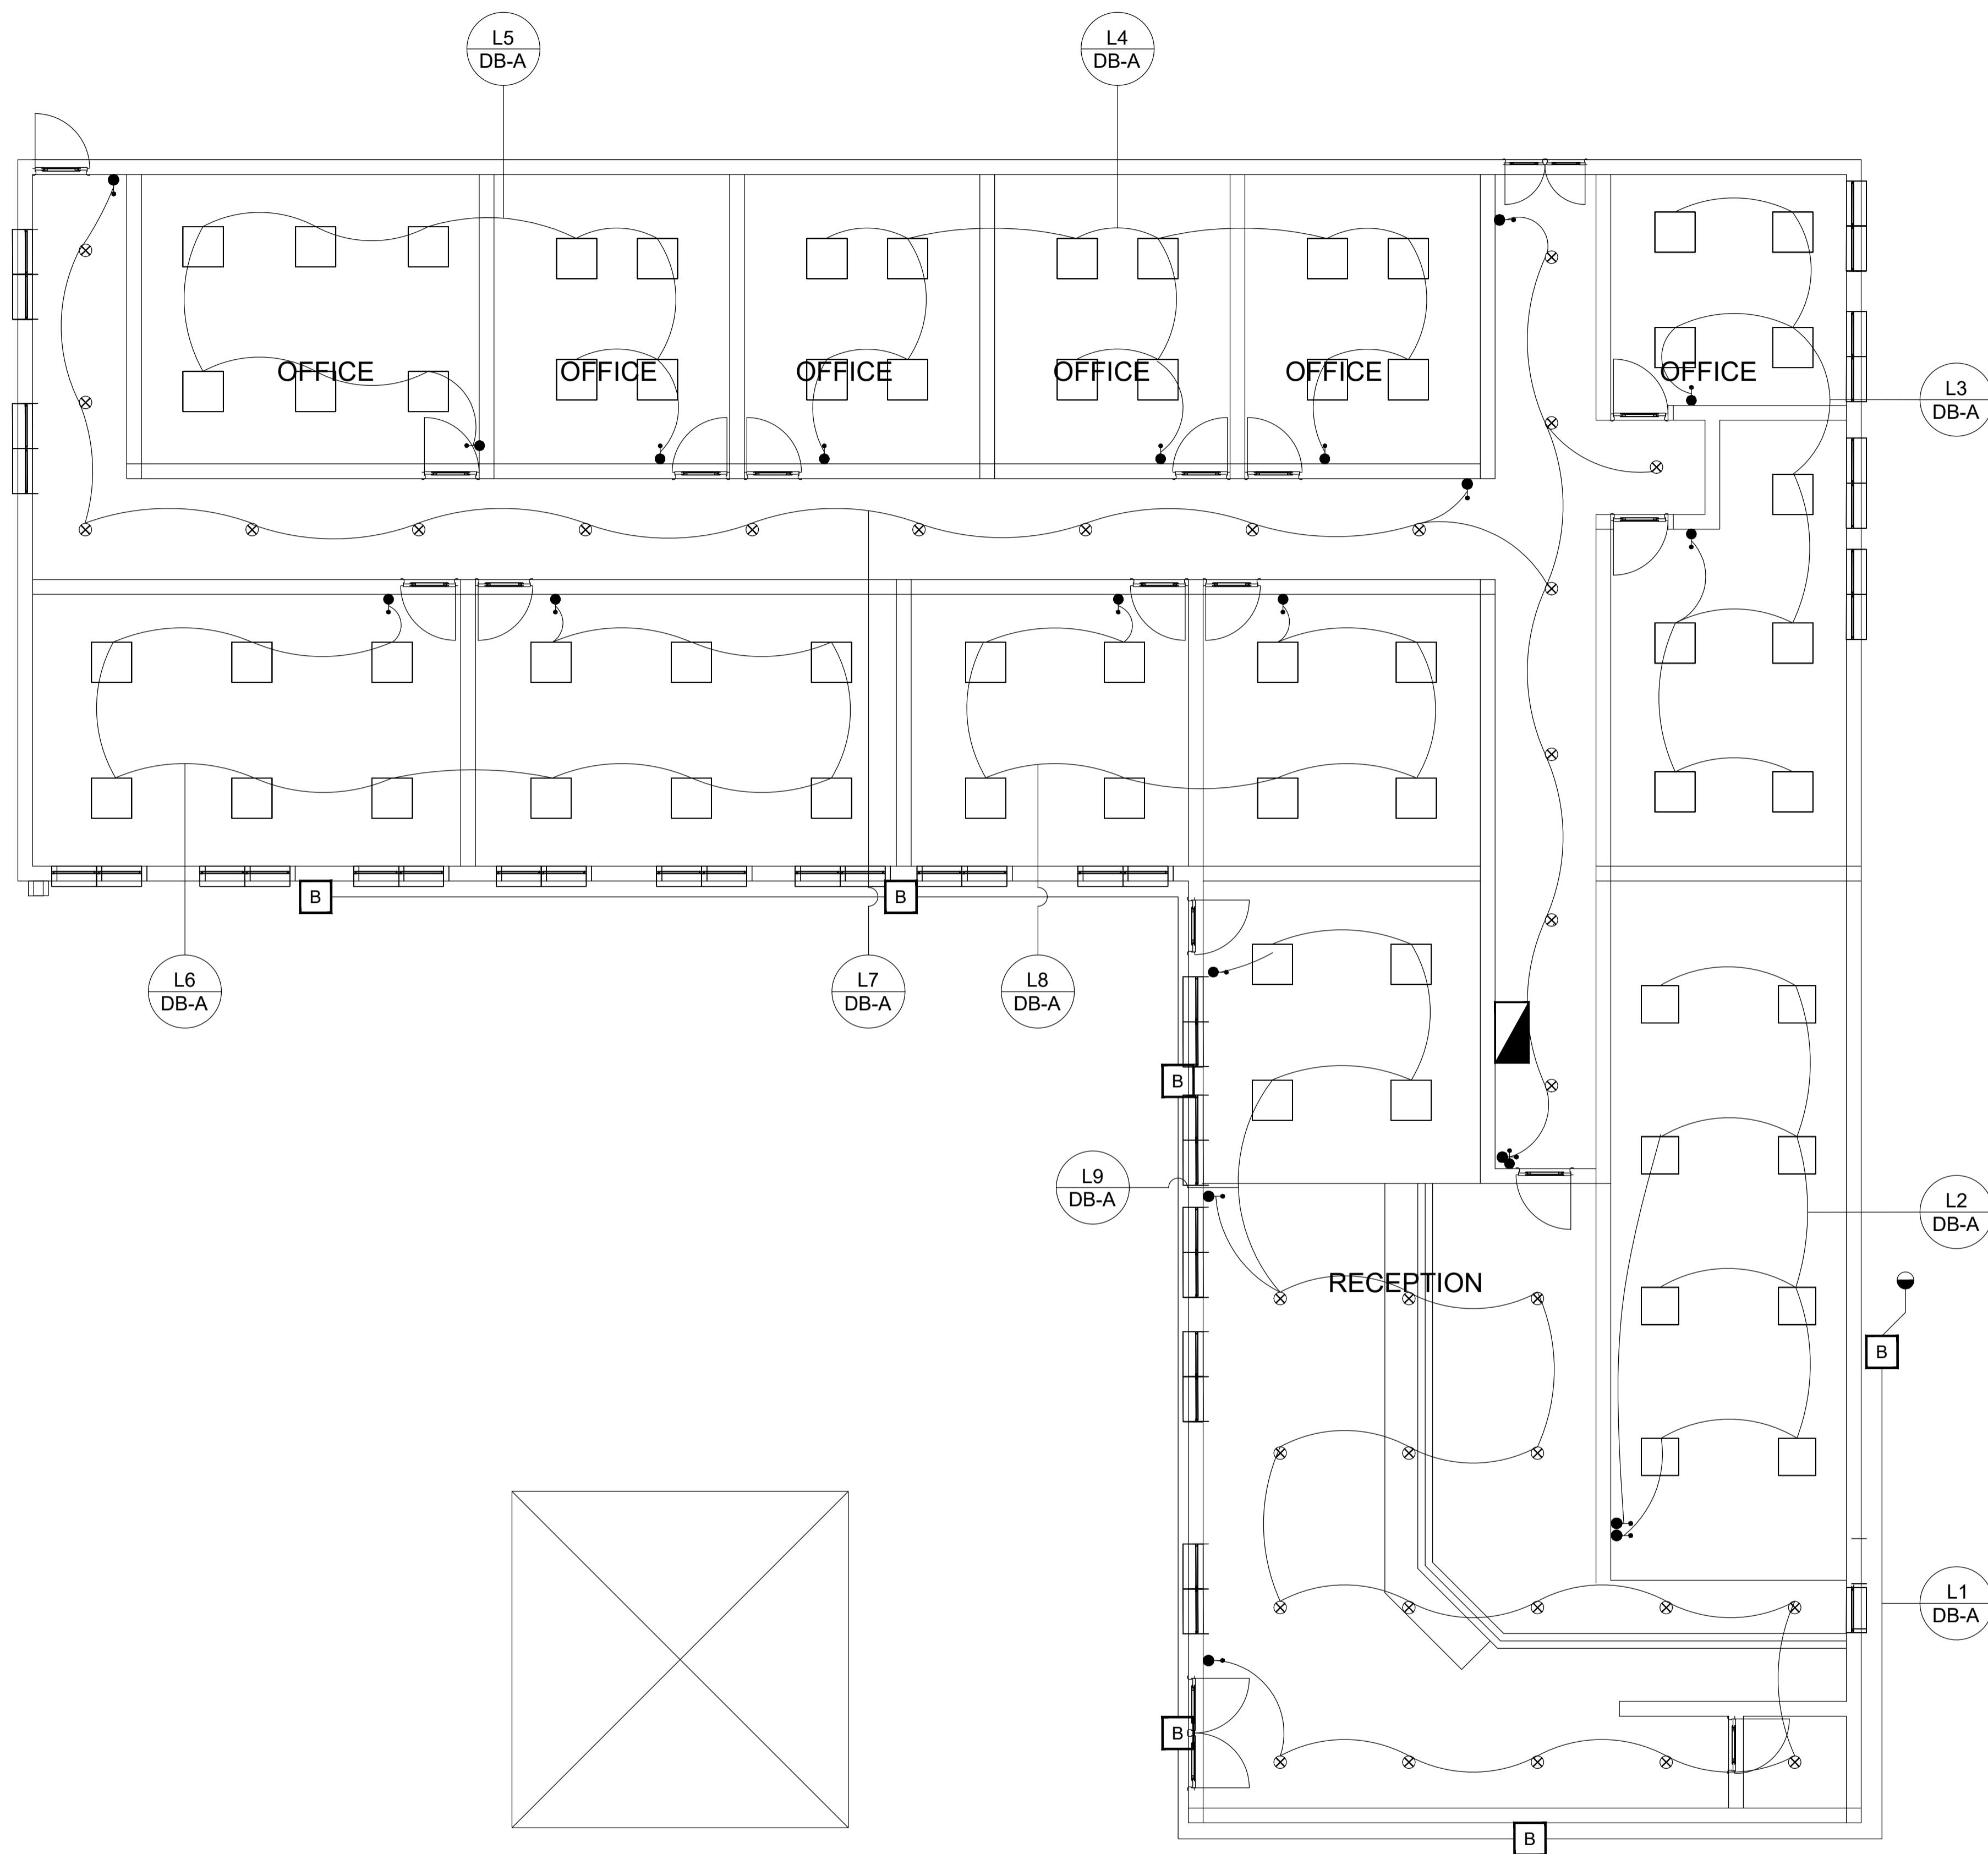 L5
DB-A
L4
DB-A
OFFICE
OFFICE
OFFICE
OFFICE
OFFICE
OFFICE
L3
DB-A
B
B
L6
DB-A
L7
DB-A
L8
DB-A
B
L9
DB-A
L2
DB-A
RECEPTION
B
L1
DB-A
B
B